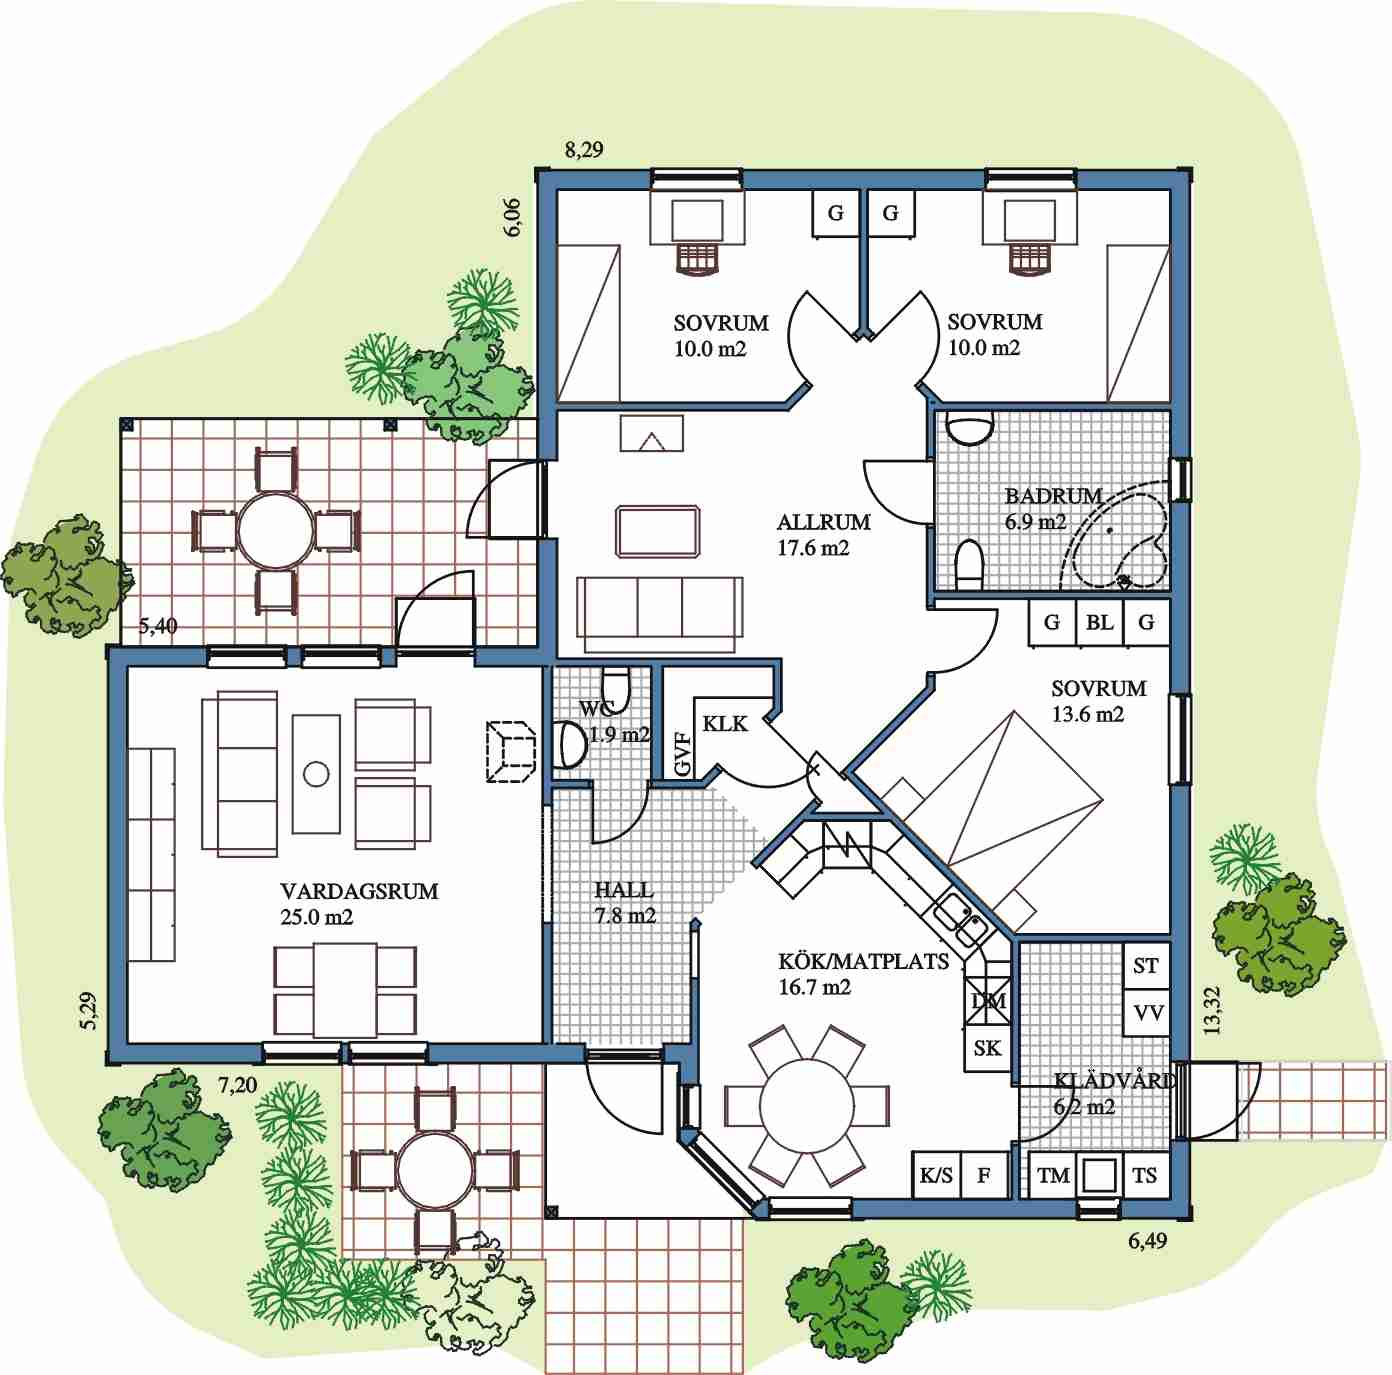 8,29
6,06
G
G
SOVRUM
10.0 m2
SOVRUM
10.0 m2
BADRUM
6.9 m2
ALLRUM
17.6 m2
5,40
G
BL
G
SOVRUM
13.6 m2
WC
1.9 m2
GVF
KLK
VARDAGSRUM
25.0 m2
HALL
7.8 m2
KÖK/MATPLATS
16.7 m2
ST
VV
DM
SK
5,29
13,32
7,20
KLÄDVÅRD
6.2 m2
K/S
F
TM
TS
6,49